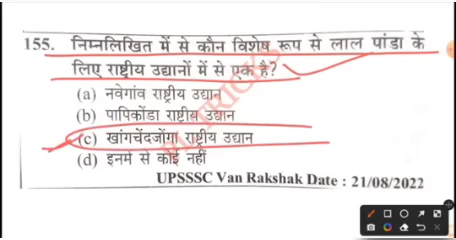 155. निम्नलिखित में से कौन विशेष रूप से लाल पांडा के
लिए राष्ट्रीय उद्यानों में से एक है?
(a) नवेगांव राष्ट्रीय उद्यान
(b) पापिकोंडा राष्ट्रीय उद्यान
(c) खांगचेंदजोंगा राष्ट्रीय उद्यान
(d) इनमें से कोई नहीं
UPSSSC Van Rakshak Date : 21/08/2022